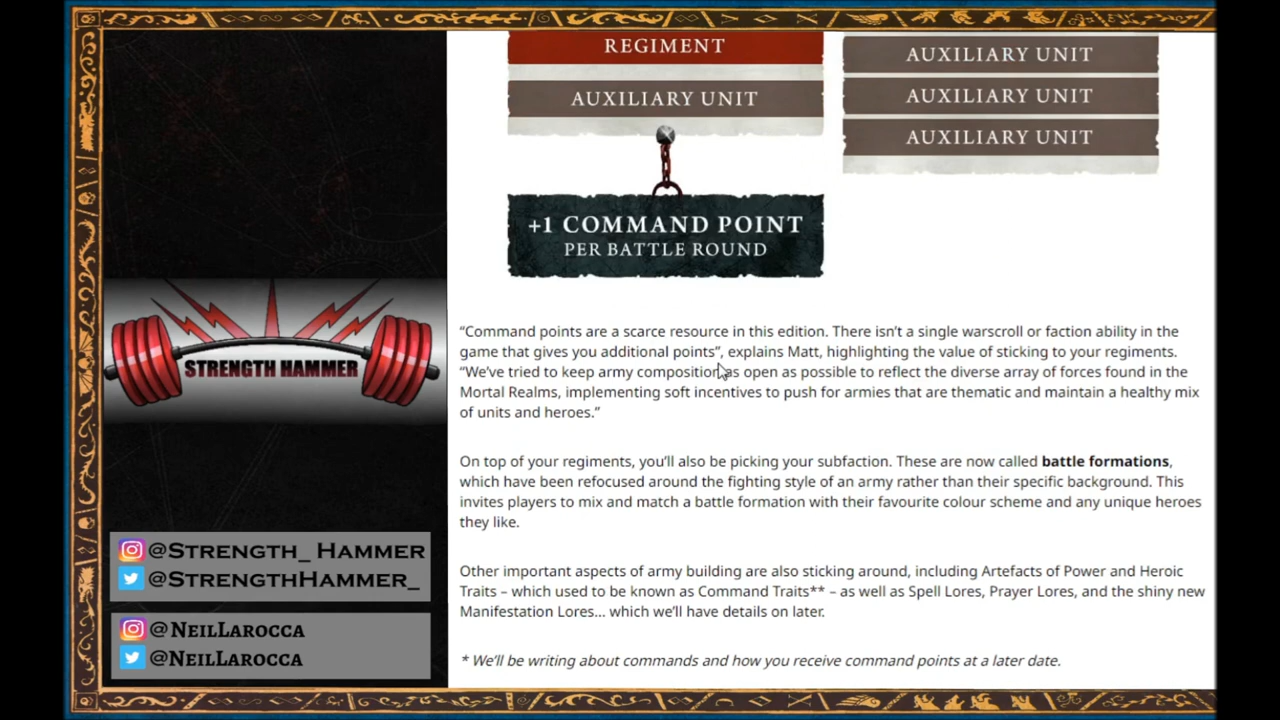 REGIMENT
AUXILIARY UNIT
+1 COMMAND POINT
PER BATTLE ROUND
AUXILIARY UNIT
AUXILIARY UNIT
AUXILIARY UNIT
STRENGTH HAMMER
“Command points are a scarce resource in this edition. There isn’t a single warscroll or faction ability in the
game that gives you additional points”, explains Matt, highlighting the value of sticking to your regiments.
“We’ve tried to keep army composition as open as possible to reflect the diverse array of forces found in the
Mortal Realms, implementing soft incentives to push for armies that are thematic and maintain a healthy mix
of units and heroes.”
On top of your regiments, you’ll also be picking your subfaction. These are now called battle formations,
which have been refocused around the fighting style of an army rather than their specific background. This
invites players to mix and match a battle formation with their favourite colour scheme and any unique heroes
they like.
Other important aspects of army building are also sticking around, including Artefacts of Power and Heroic
Traits – which used to be known as Command Traits** – as well as Spell Lores, Prayer Lores, and the shiny new
Manifestation Lores… which we’ll have details on later.
* We’ll be writing about commands and how you receive command points at a later date.
@Strength_ Hammer
@StrengthHammer_
@NeilLarocca
@NeilLarocca